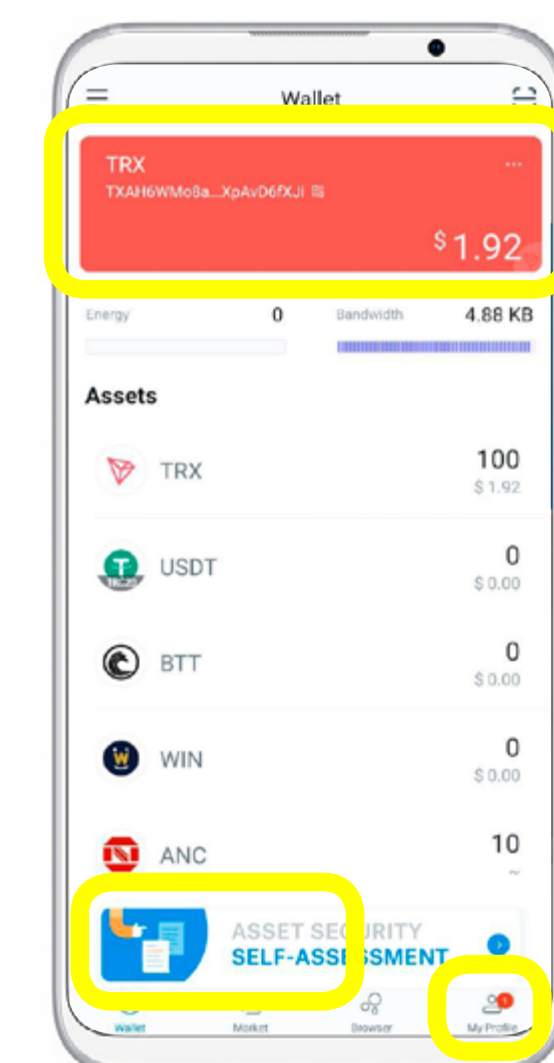 Wallet
TRX
TXAH6WMo8a...XpAvD6fXJi
$ 1.92
Energy 0 Bandwidth 4.88 KB
Assets
TRX 100
$ 1.92
USDT 0
TRC20 $ 0.00
BTT 0
$ 0.00
WIN 0
$ 0.00
ANC 10
~
ASSET SECURITY
SELF-ASSESSMENT
Wallet Market Browser My Profile